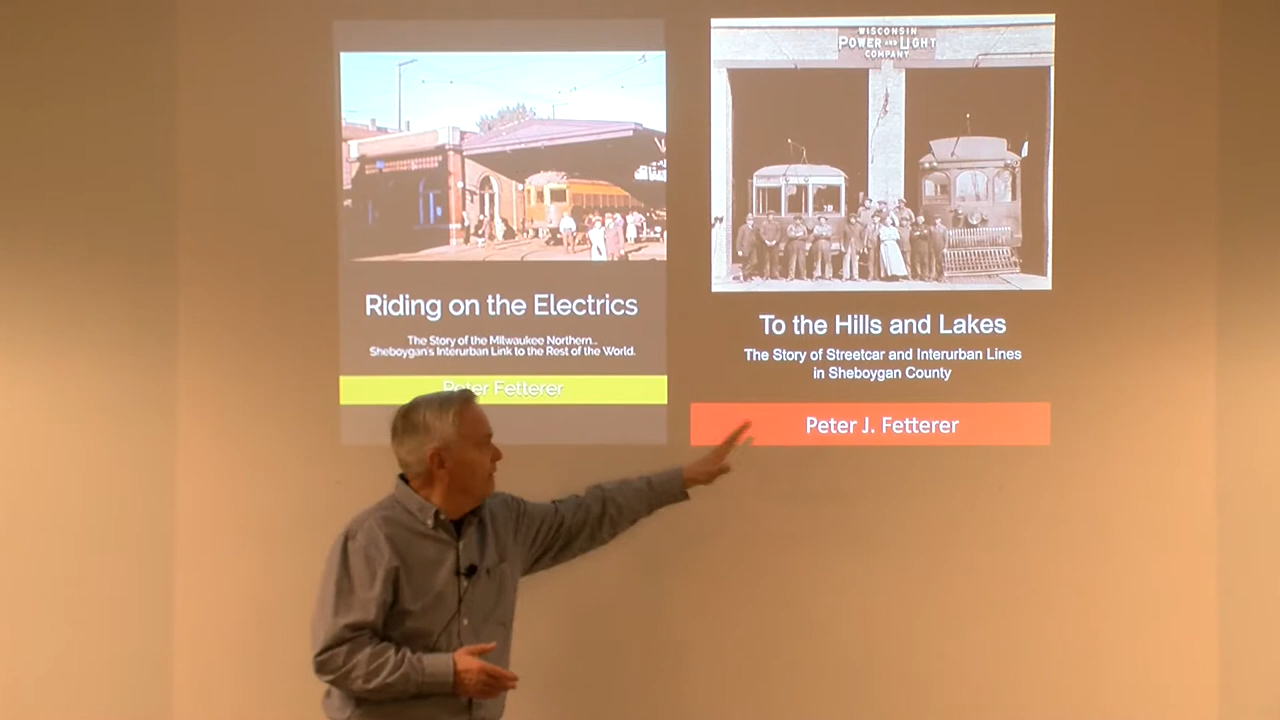 Riding on the Electrics
The Story of the Milwaukee Northern...
Sheboygan's Interurban Link to the Rest of the World.
Peter Fetterer
WISCONSIN
POWER AND LIGHT
COMPANY
To the Hills and Lakes
The Story of Streetcar and Interurban Lines
in Sheboygan County
Peter J. Fetterer